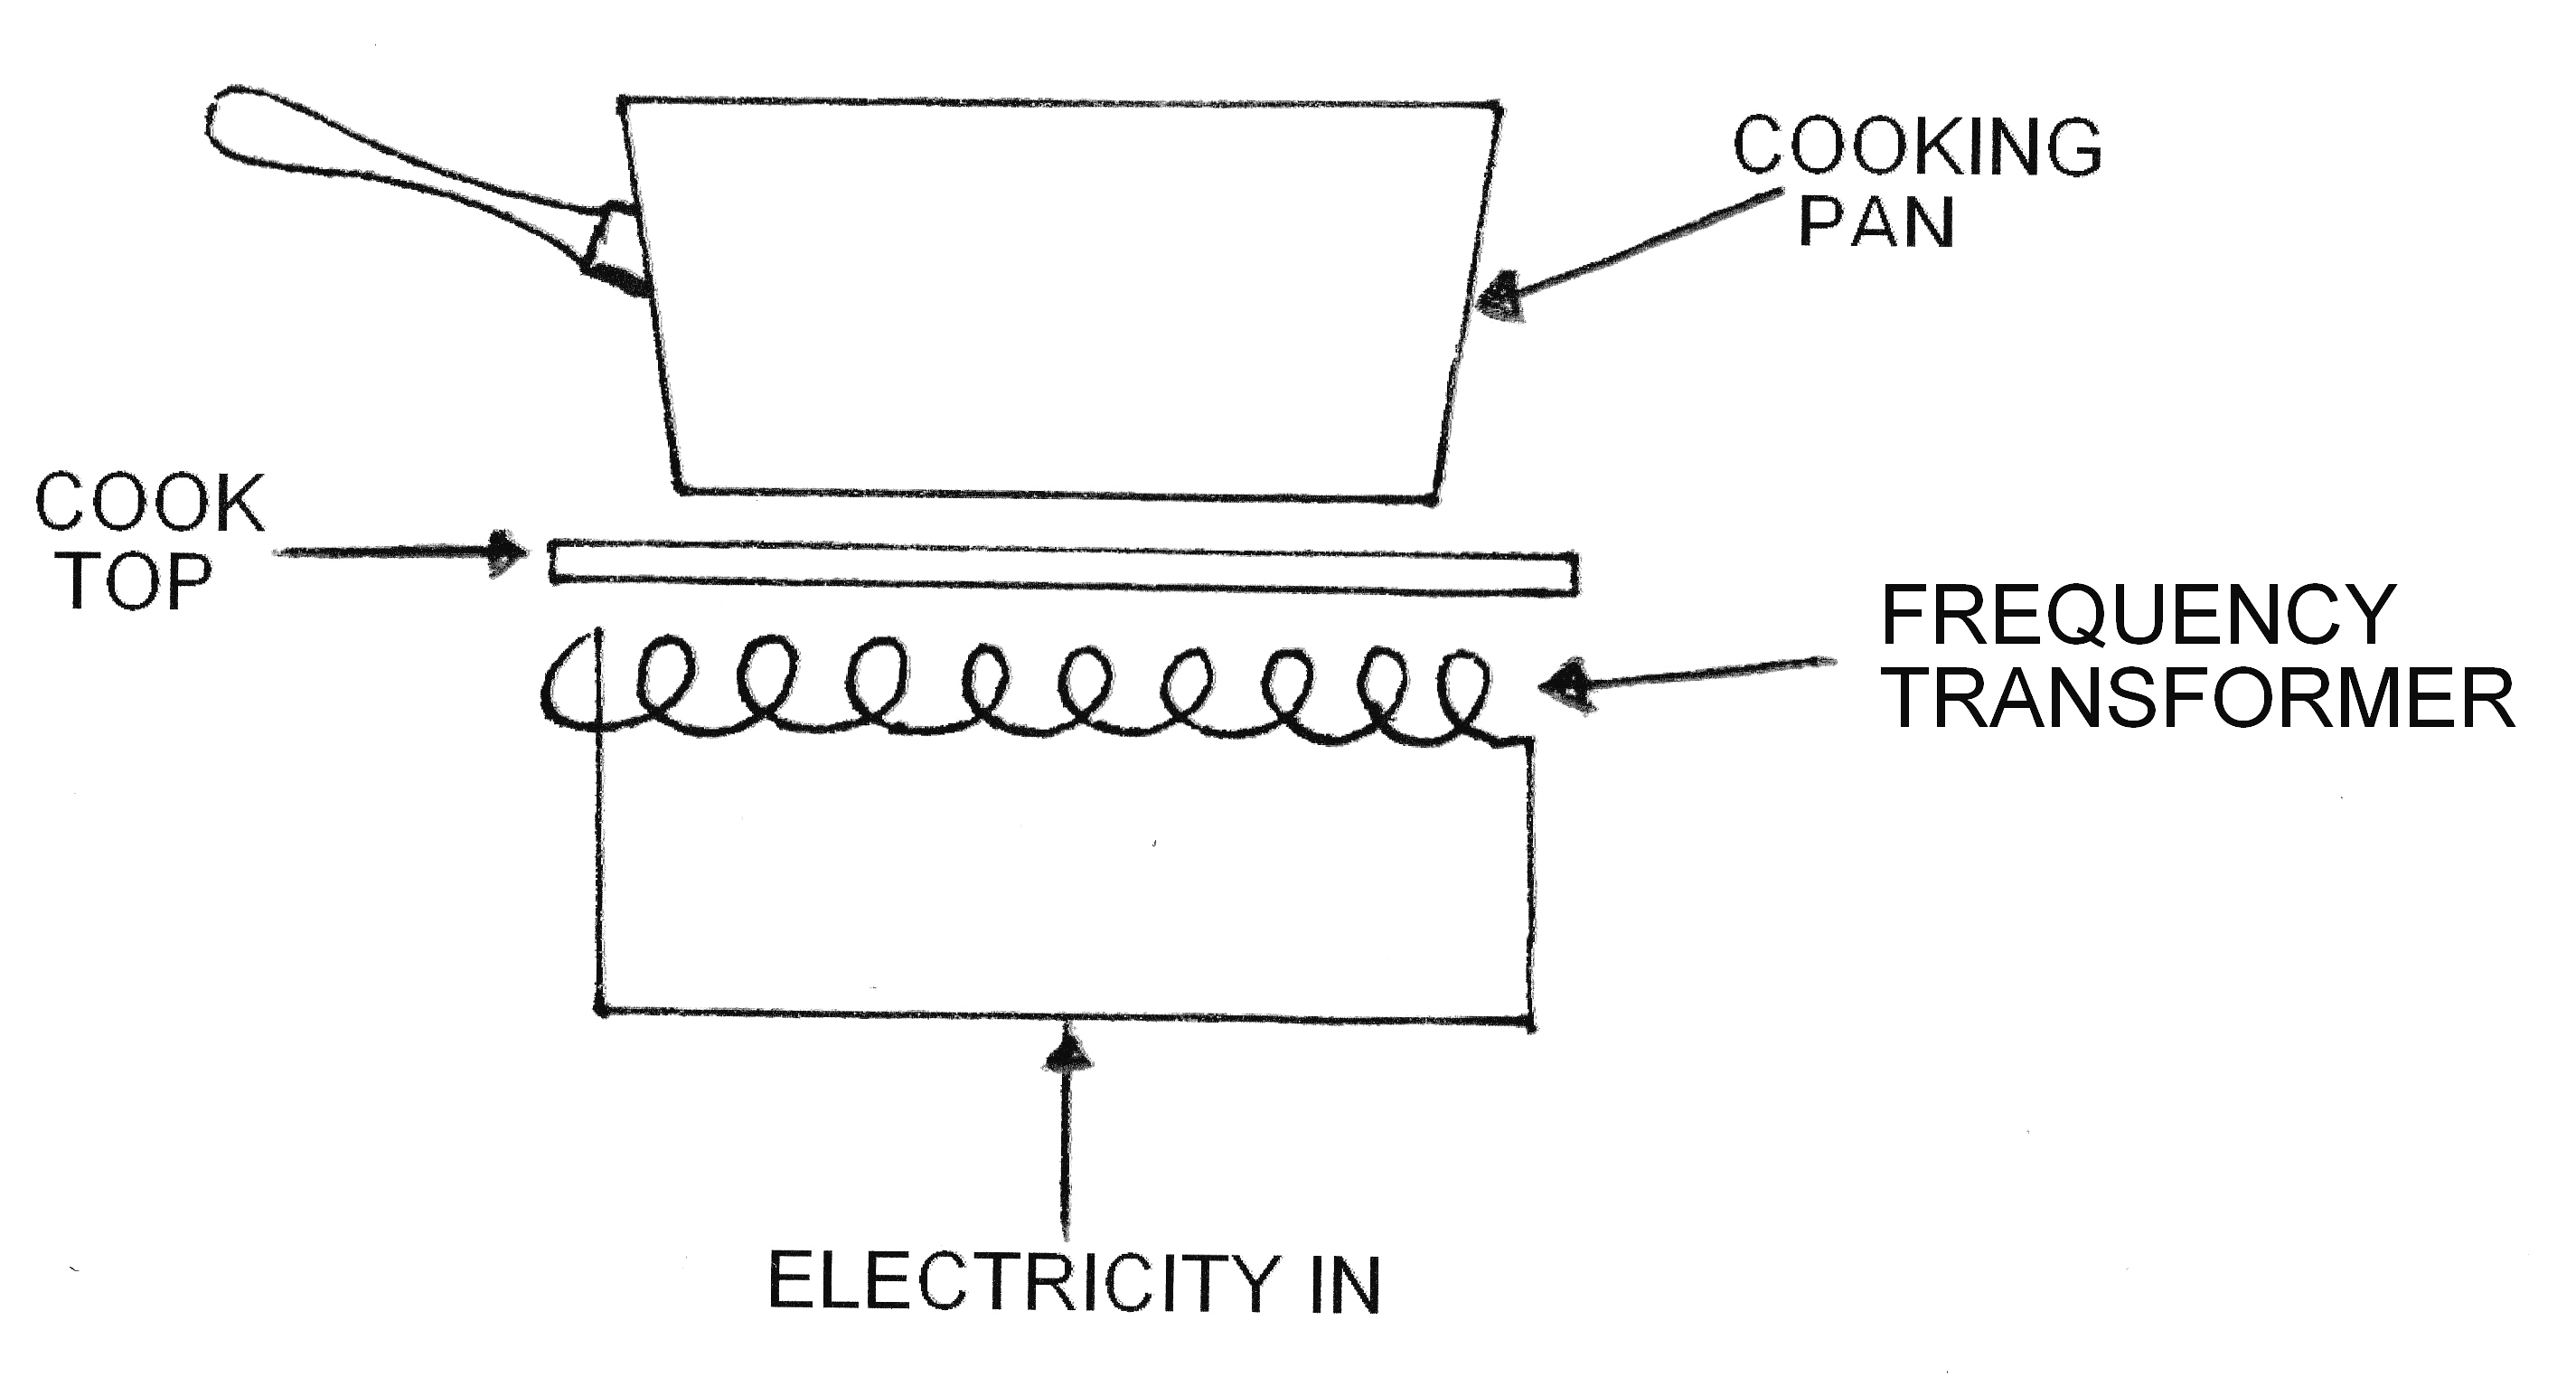 COOKING
PAN
COOK
TOP
FREQUENCY
TRANSFORMER
ELECTRICITY IN